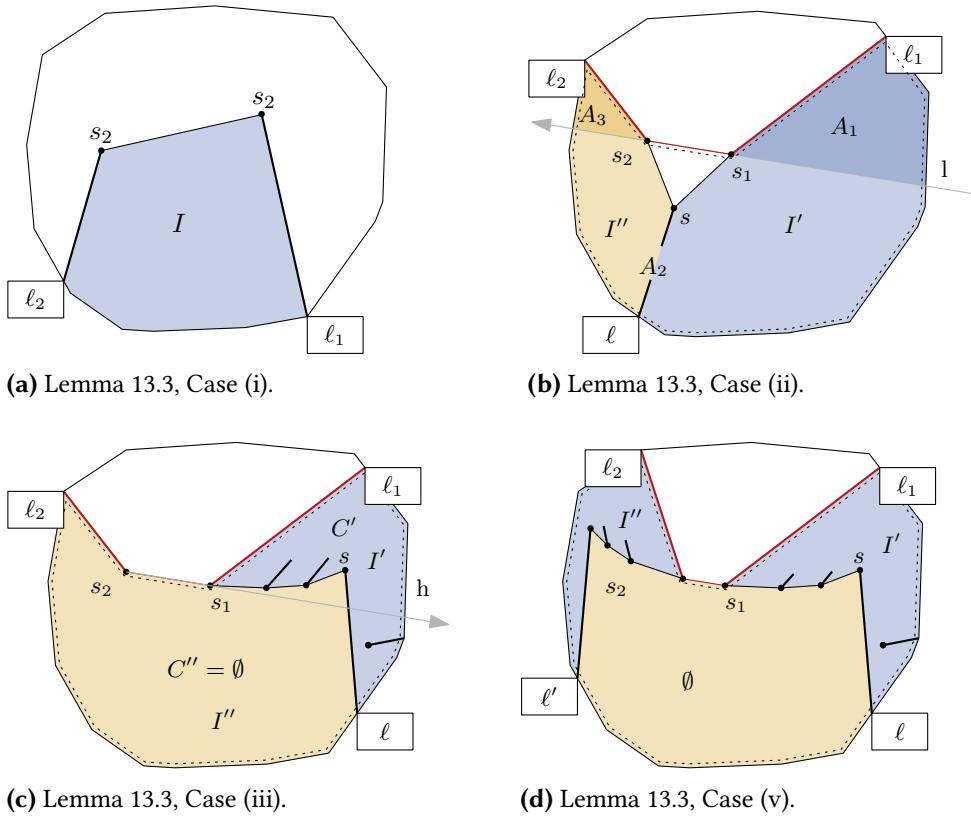 s₂
s₂
I
ℓ₂
ℓ₁
(a) Lemma 13.3, Case (i).
ℓ₁
ℓ₂
A₃
A₁
s₂
s₁
l
s
I′′
I′
A₂
ℓ
(b) Lemma 13.3, Case (ii).
ℓ₁
ℓ₂
C′
s
I′
s₂
s₁
h
C′′ = ∅
I′′
ℓ
(c) Lemma 13.3, Case (iii).
ℓ₂
ℓ₁
I′′
I′
s
s₂
s₁
∅
ℓ′
ℓ
(d) Lemma 13.3, Case (v).